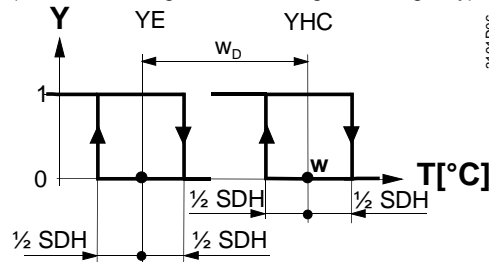 Y YE YHC
w_D
1
0 w T[°C]
½ SDH ½ SDH
½ SDH ½ SDH